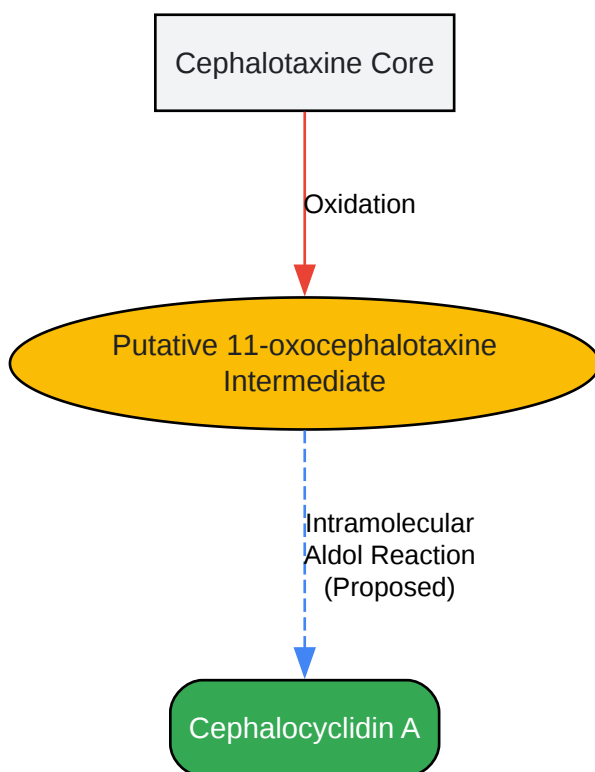 Cephalotaxine Core
Oxidation
Putative 11-oxocephalotaxine
Intermediate
Intramolecular
Aldol Reaction
(Proposed)
Cephalocyclidin A